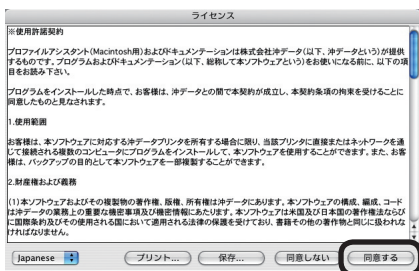 ライセンス
※使用許諾契約
プロファイルアシスタント(Macintosh用)およびドキュメンテーションは株式会社沖データ(以下、沖データという)が提供
するものです。プログラムおよびドキュメンテーション(以下、総称して本ソフトウェアという)をお使いになる前に、以下の項
目をお読み下さい。
プログラムをインストールした時点で、お客様は、沖データとの間で本契約が成立し、本契約条項の拘束を受けることに
同意したものと見なされます。
1.使用範囲
お客様は、本ソフトウェアに対応する沖データプリンタを所有する場合に限り、当該プリンタに直接またはネットワークを通
じて接続される複数のコンピュータにプログラムをインストールして、本ソフトウェアを使用することができます。また、お客
様は、バックアップの目的として本ソフトウェアを一部複製することができます。
2.財産権および義務
(1)本ソフトウェアおよびその複製物の著作権、版権、所有権は沖データにあります。本ソフトウェアの構成、編成、コード
は沖データの業務上の重要な機密事項及び機密情報にあたります。本ソフトウェアは米国及び日本国の著作権法ならび
に国際条約及びその使用される国において適用される法律の保護を受けており、書籍その他の著作物と同じに扱われな
ければなりません。
Japanese プリント... 保存... 同意しない 同意する